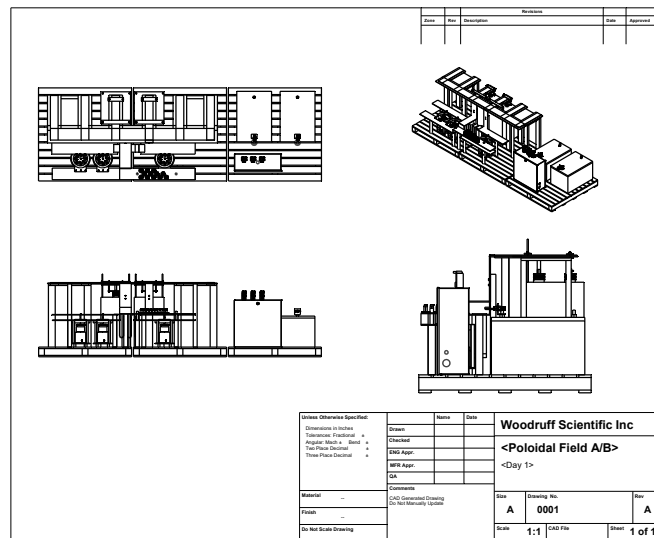 Revisions
Zone Rev Description Date Approved
Unless Otherwise Specified:
Dimensions in Inches
Tolerances: Fractional ±
Angular: Mach ± Bend ±
Two Place Decimal ±
Three Place Decimal ±
Material –
Finish –
Do Not Scale Drawing
Name Date
Drawn
Checked
ENG Appr.
MFR Appr.
QA
Comments
CAD Generated Drawing
Do Not Manually Update
Woodruff Scientific Inc
<Poloidal Field A/B>
<Day 1>
Size Drawing No. Rev
A 0001 A
Scale 1:1 CAD File Sheet 1 of 1